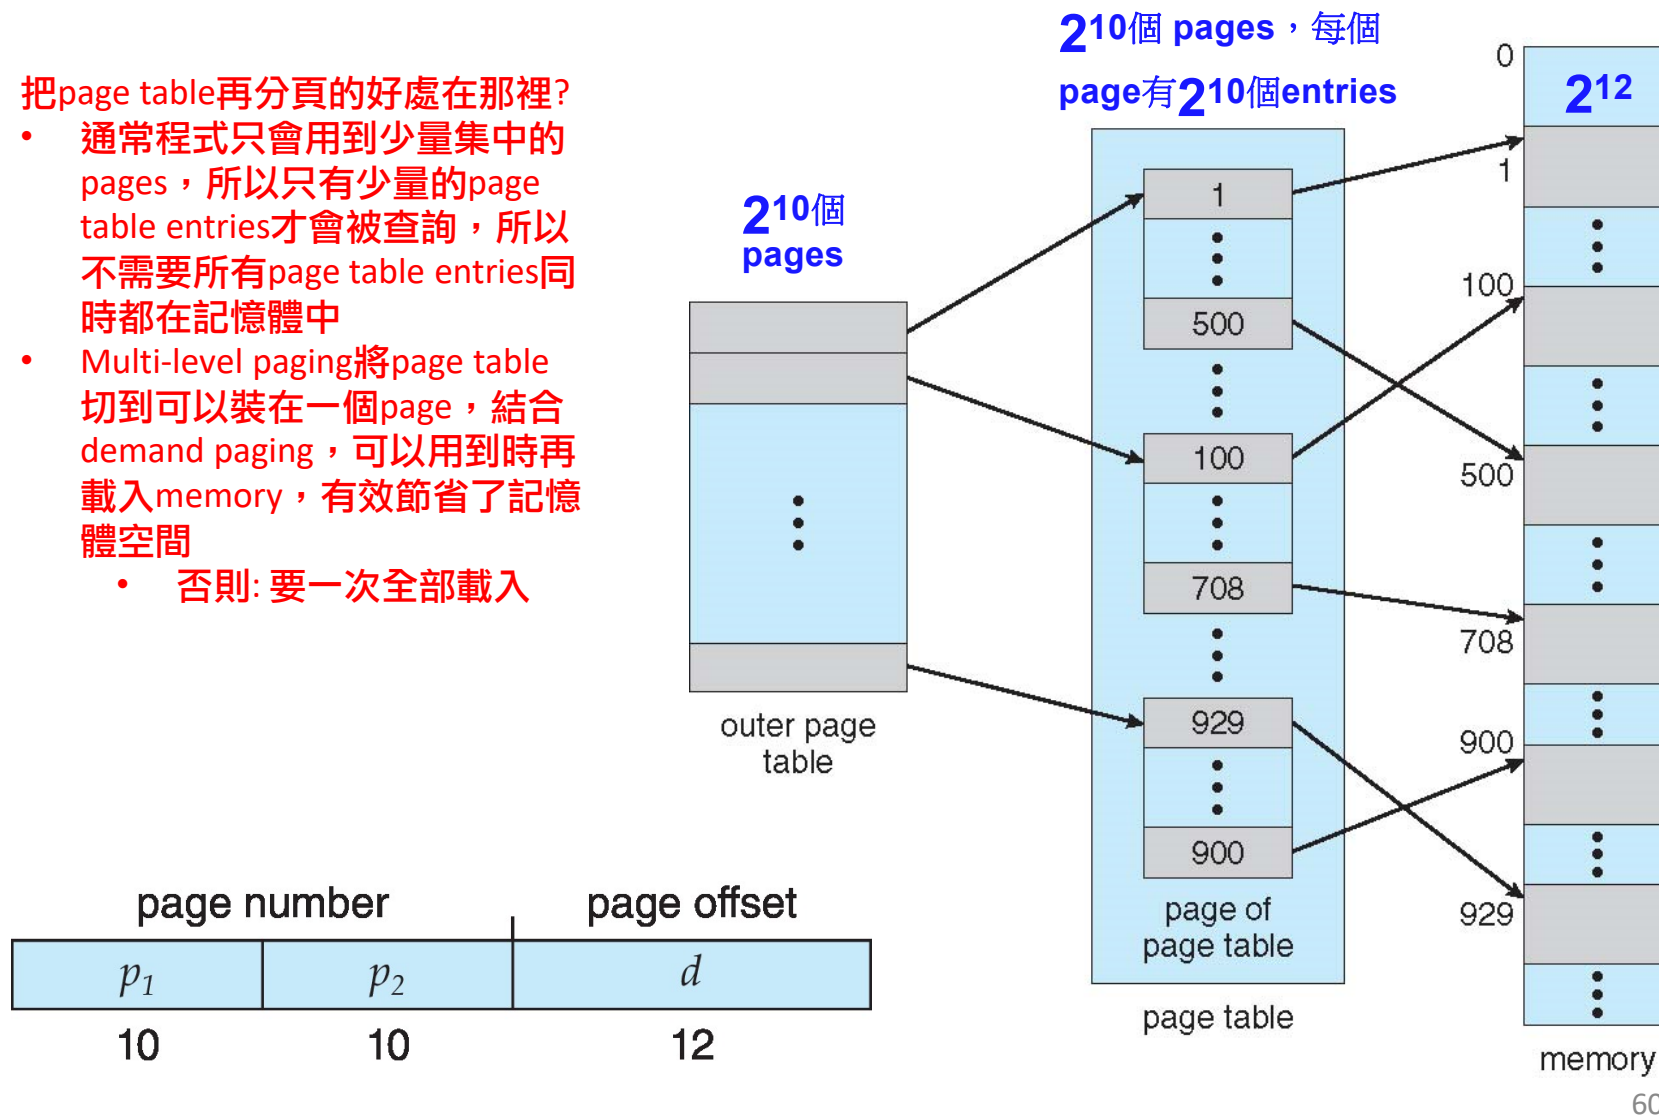 把page table再分頁的好處在那裡?
• 通常程式只會用到少量集中的
pages，所以只有少量的page
table entries才會被查詢，所以
不需要所有page table entries同
時都在記憶體中
• Multi-level paging將page table
切到可以裝在一個page，結合
demand paging，可以用到時再
載入memory，有效節省了記憶
體空間
• 否則: 要一次全部載入
210個
pages
outer page
table
210個 pages，每個
page有210個entries
1
500
100
708
929
900
page of
page table
page table
0
212
1
100
500
708
900
929
memory
page number
page offset
p1
p2
d
10
10
12
60